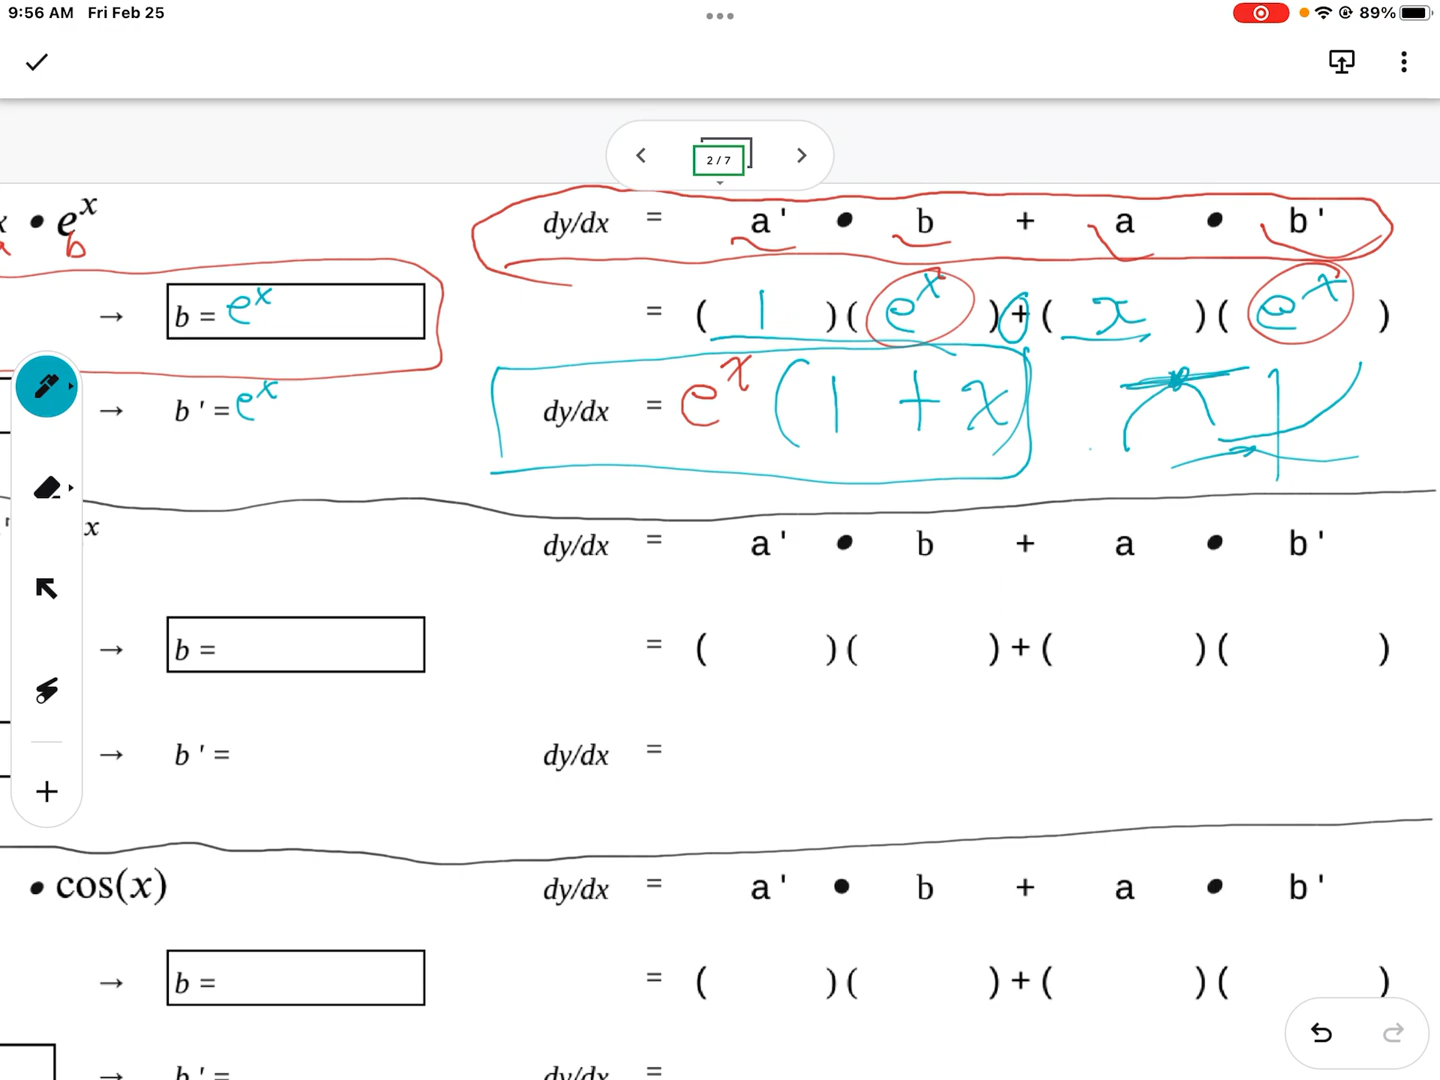 9:56 AM Fri Feb 25
89%
2 / 7
• e^x
a b
dy/dx = a' • b + a • b'
→ b = e^x
= ( 1 )( e^x ) + ( x )( e^x )
→ b' = e^x
dy/dx = e^x (1 + x)
x
dy/dx = a' • b + a • b'
→ b =
= ( )( ) + ( )( )
→ b' =
dy/dx =
• cos(x)
dy/dx = a' • b + a • b'
→ b =
= ( )( ) + ( )( )
→ b' =
dy/dx =